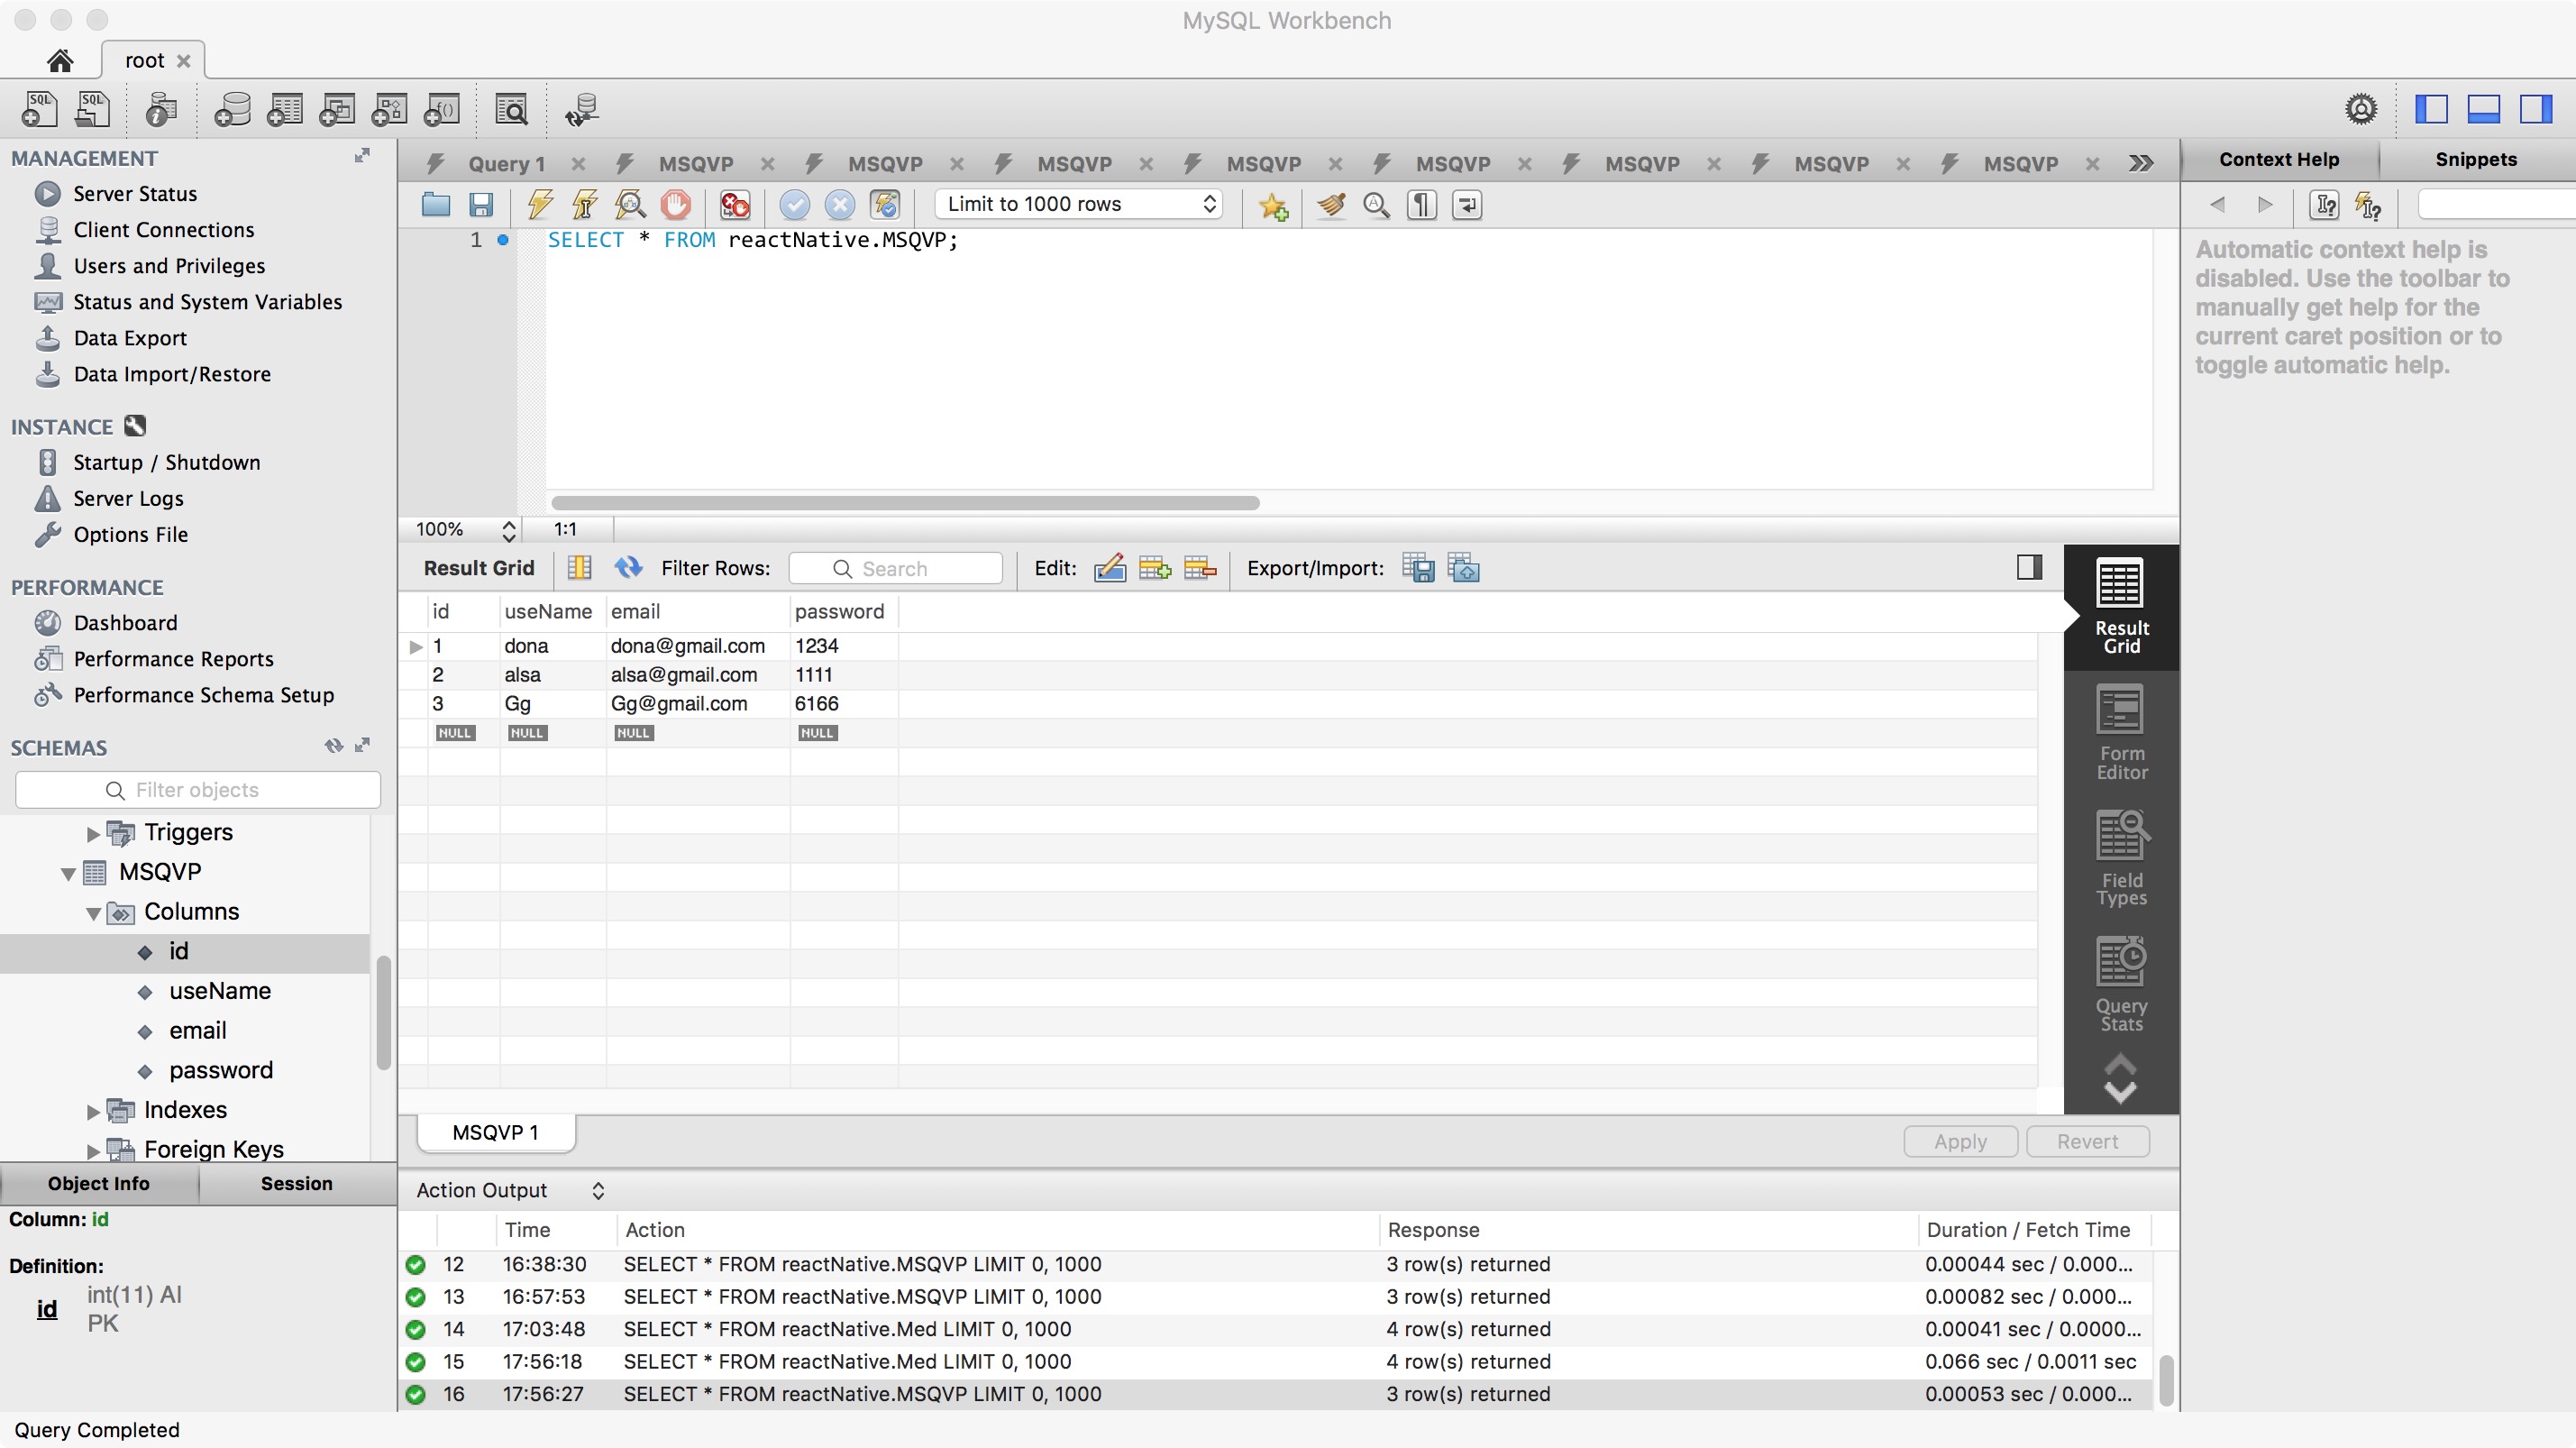 MySQL Workbench
root
SQL SQL
MANAGEMENT
Server Status
Client Connections
Users and Privileges
Status and System Variables
Data Export
Data Import/Restore
INSTANCE
Startup / Shutdown
Server Logs
Options File
PERFORMANCE
Dashboard
Performance Reports
Performance Schema Setup
SCHEMAS
Filter objects
Triggers
MSQVP
Columns
id
useName
email
password
Indexes
Foreign Keys
Object Info Session
Column: id
Definition:
id int(11) AI
PK
Query Completed
Query 1 MSQVP MSQVP MSQVP MSQVP MSQVP MSQVP MSQVP MSQVP
Limit to 1000 rows
1 SELECT * FROM reactNative.MSQVP;
100% 1:1
Result Grid Filter Rows: Search Edit: Export/Import:
id useName email password
1 dona dona@gmail.com 1234
2 alsa alsa@gmail.com 1111
3 Gg Gg@gmail.com 6166
NULL NULL NULL NULL
Result
Grid
Form
Editor
Field
Types
Query
Stats
MSQVP 1
Apply Revert
Action Output
Time Action Response Duration / Fetch Time
12 16:38:30 SELECT * FROM reactNative.MSQVP LIMIT 0, 1000 3 row(s) returned 0.00044 sec / 0.000...
13 16:57:53 SELECT * FROM reactNative.MSQVP LIMIT 0, 1000 3 row(s) returned 0.00082 sec / 0.000...
14 17:03:48 SELECT * FROM reactNative.Med LIMIT 0, 1000 4 row(s) returned 0.00041 sec / 0.0000...
15 17:56:18 SELECT * FROM reactNative.Med LIMIT 0, 1000 4 row(s) returned 0.066 sec / 0.0011 sec
16 17:56:27 SELECT * FROM reactNative.MSQVP LIMIT 0, 1000 3 row(s) returned 0.00053 sec / 0.000...
Context Help Snippets
Automatic context help is
disabled. Use the toolbar to
manually get help for the
current caret position or to
toggle automatic help.